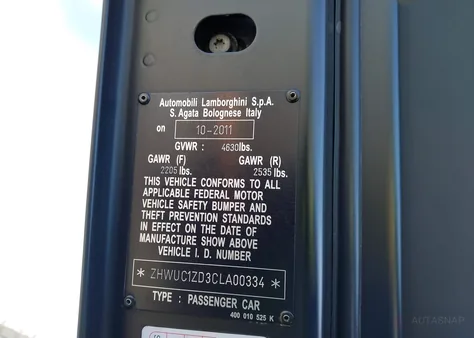 Automobili Lamborghini S.p.A.
S. Agata Bolognese Italy
on 10-2011
GVWR : 4630lbs.
GAWR (F) GAWR (R)
2205 lbs. 2535 lbs.
THIS VEHICLE CONFORMS TO ALL
APPLICABLE FEDERAL MOTOR
VEHICLE SAFETY BUMPER AND
THEFT PREVENTION STANDARDS
IN EFFECT ON THE DATE OF
MANUFACTURE SHOW ABOVE
VEHICLE I. D. NUMBER
* ZHWUC1ZD3CLA00334 *
TYPE : PASSENGER CAR
400 010 525 K
AUTASNAP